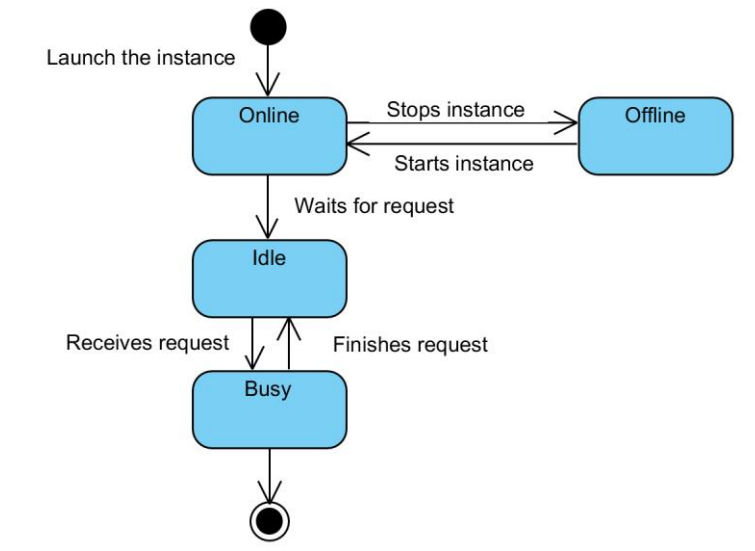 Launch the instance
Online
Stops instance
Offline
Starts instance
Waits for request
Idle
Receives request
Finishes request
Busy